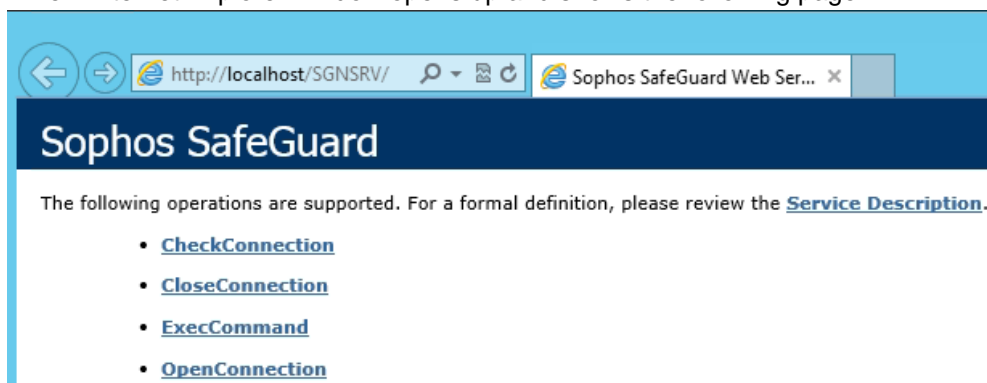 http://localhost/SGNSRV/
Sophos SafeGuard Web Ser...
Sophos SafeGuard
The following operations are supported. For a formal definition, please review the Service Description.
• CheckConnection
• CloseConnection
• ExecCommand
• OpenConnection